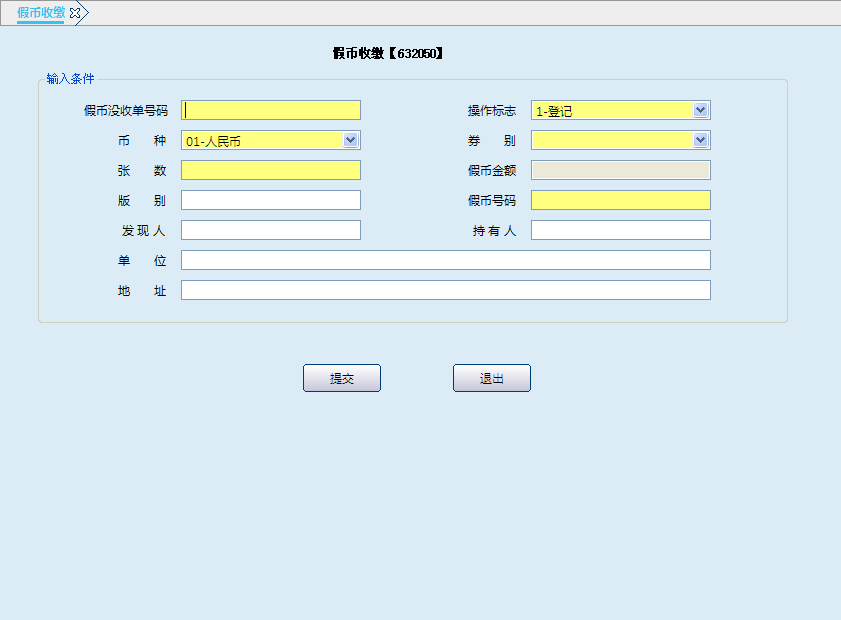 假币收缴
假币收缴【632050】
输入条件
假币没收单号码 操作标志 1-登记
币 种 01-人民币 券 别
张 数 假币金额
版 别 假币号码
发 现 人 持 有 人
单 位
地 址
提交 退出